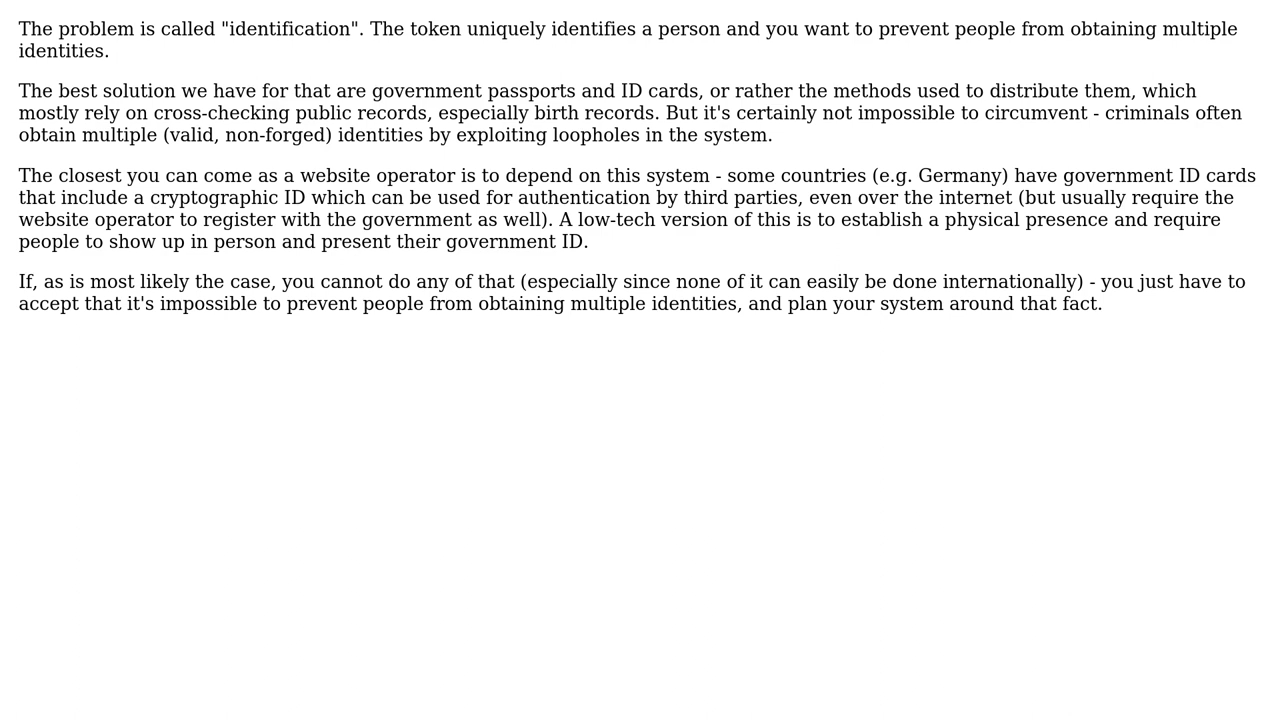 The problem is called "identification". The token uniquely identifies a person and you want to prevent people from obtaining multiple
identities.
The best solution we have for that are government passports and ID cards, or rather the methods used to distribute them, which
mostly rely on cross-checking public records, especially birth records. But it's certainly not impossible to circumvent - criminals often
obtain multiple (valid, non-forged) identities by exploiting loopholes in the system.
The closest you can come as a website operator is to depend on this system - some countries (e.g. Germany) have government ID cards
that include a cryptographic ID which can be used for authentication by third parties, even over the internet (but usually require the
website operator to register with the government as well). A low-tech version of this is to establish a physical presence and require
people to show up in person and present their government ID.
If, as is most likely the case, you cannot do any of that (especially since none of it can easily be done internationally) - you just have to
accept that it's impossible to prevent people from obtaining multiple identities, and plan your system around that fact.